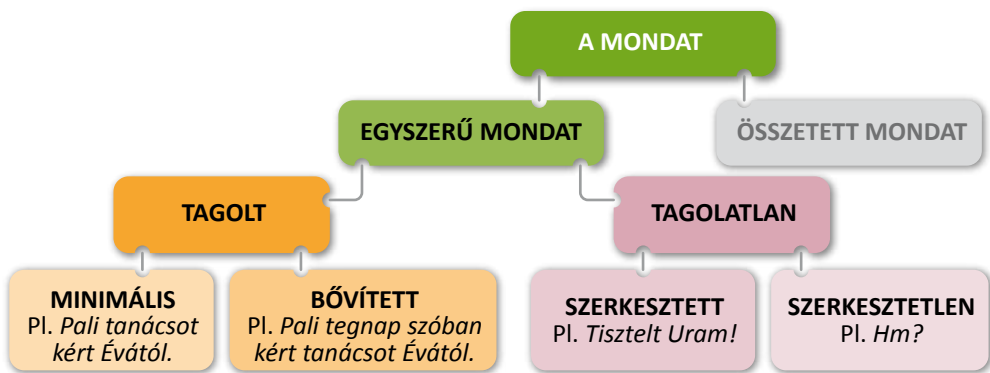 A MONDAT
EGYSZERŰ MONDAT
ÖSSZETETT MONDAT
TAGOLT
TAGOLATLAN
MINIMÁLIS
Pl. Pali tanácsot
kért Évától.
BŐVÍTETT
Pl. Pali tegnap szóban
kért tanácsot Évától.
SZERKESZTETT
Pl. Tisztelt Uram!
SZERKESZTETLEN
Pl. Hm?